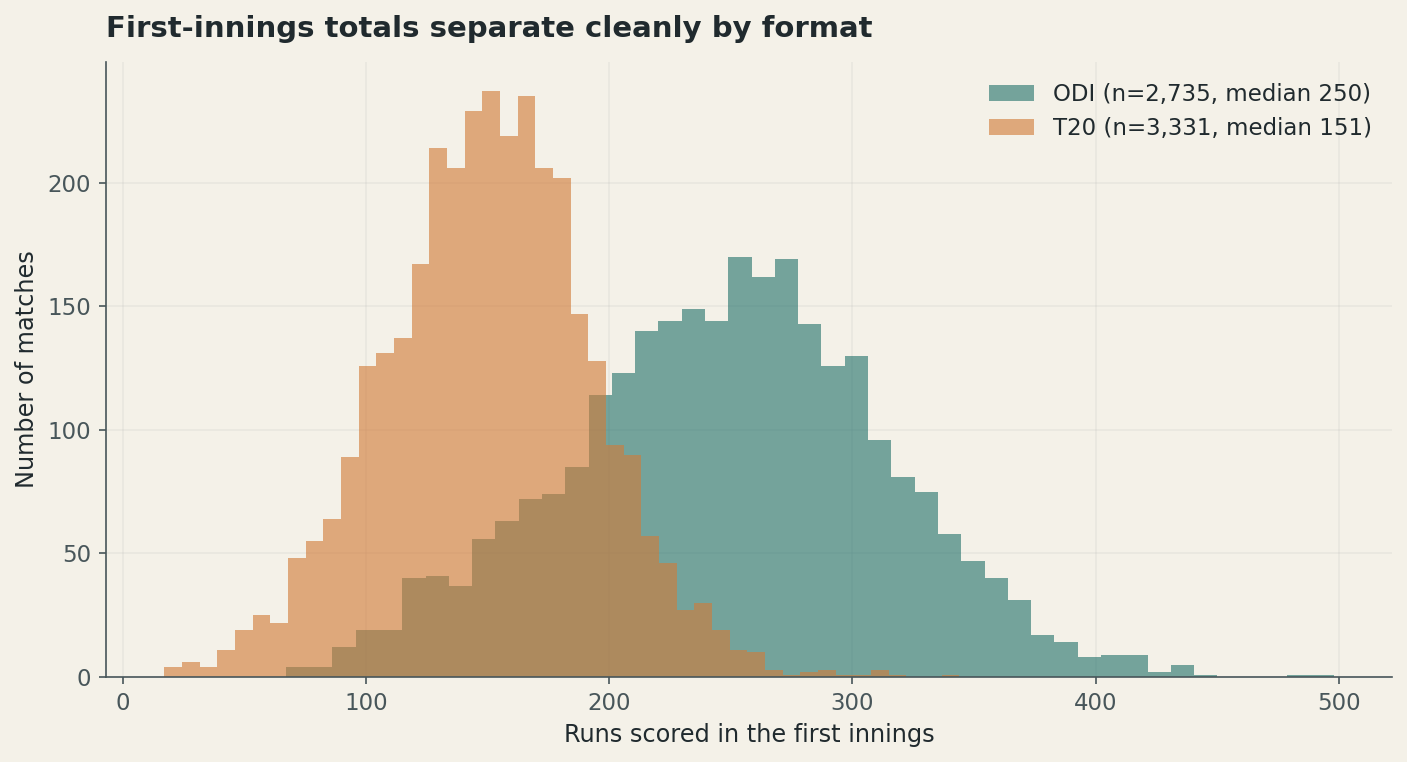 First-innings totals separate cleanly by format
ODI (n=2,735, median 250)
T20 (n=3,331, median 151)
Number of matches
200
150
100
50
0
0 100 200 300 400 500
Runs scored in the first innings